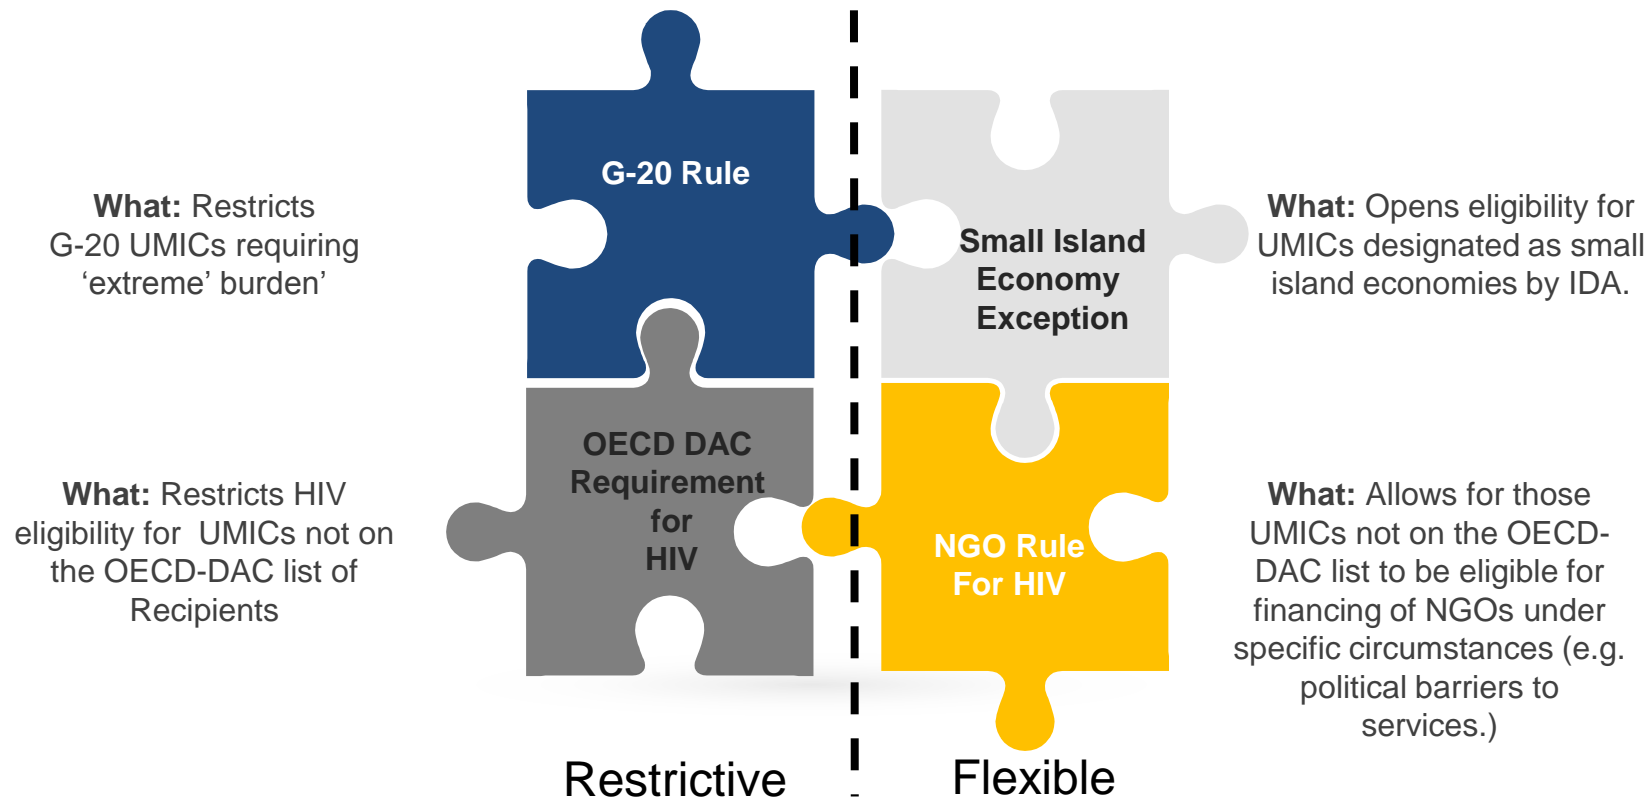 G-20 Rule
What: Restricts
G-20 UMICs requiring
‘extreme’ burden’
Small Island
Economy
Exception
What: Opens eligibility for
UMICs designated as small
island economies by IDA.
OECD DAC
Requirement
for
HIV
What: Restricts HIV
eligibility for UMICs not on
the OECD-DAC list of
Recipients
NGO Rule
For HIV
What: Allows for those
UMICs not on the OECD-
DAC list to be eligible for
financing of NGOs under
specific circumstances (e.g.
political barriers to
services.)
Restrictive
Flexible